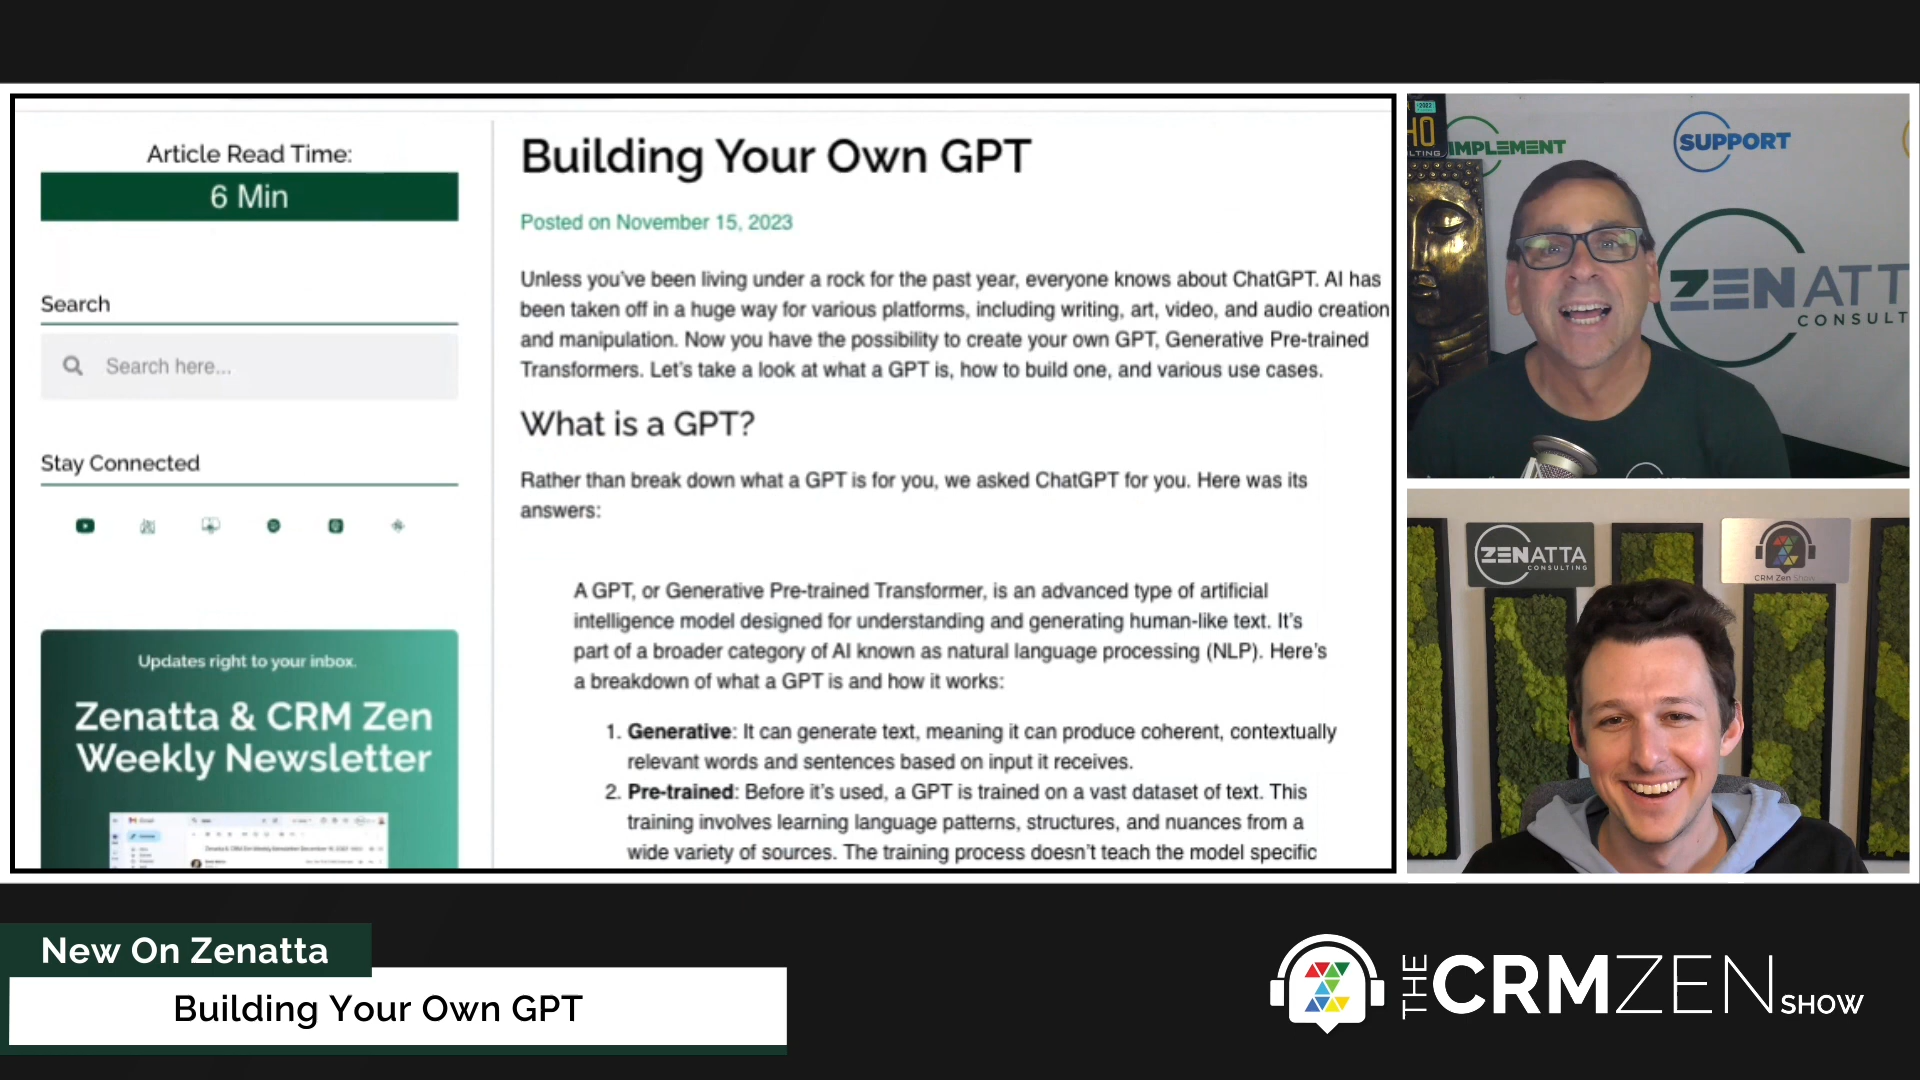 Article Read Time:
6 Min
Search
Search here...
Stay Connected
Updates right to your inbox.
Zenatta & CRM Zen
Weekly Newsletter
Building Your Own GPT
Posted on November 15, 2023
Unless you've been living under a rock for the past year, everyone knows about ChatGPT. AI has
been taken off in a huge way for various platforms, including writing, art, video, and audio creation
and manipulation. Now you have the possibility to create your own GPT, Generative Pre-trained
Transformers. Let's take a look at what a GPT is, how to build one, and various use cases.
What is a GPT?
Rather than break down what a GPT is for you, we asked ChatGPT for you. Here was its
answers:
A GPT, or Generative Pre-trained Transformer, is an advanced type of artificial
intelligence model designed for understanding and generating human-like text. It's
part of a broader category of AI known as natural language processing (NLP). Here's
a breakdown of what a GPT is and how it works:
1. Generative: It can generate text, meaning it can produce coherent, contextually
relevant words and sentences based on input it receives.
2. Pre-trained: Before it's used, a GPT is trained on a vast dataset of text. This
training involves learning language patterns, structures, and nuances from a
wide variety of sources. The training process doesn't teach the model specific
HO
LTING
IMPLEMENT
SUPPORT
ZENATT
CONSULT
ZENATTA
CONSULTING
CRM Zen Show
New On Zenatta
Building Your Own GPT
THE CRMZEN SHOW